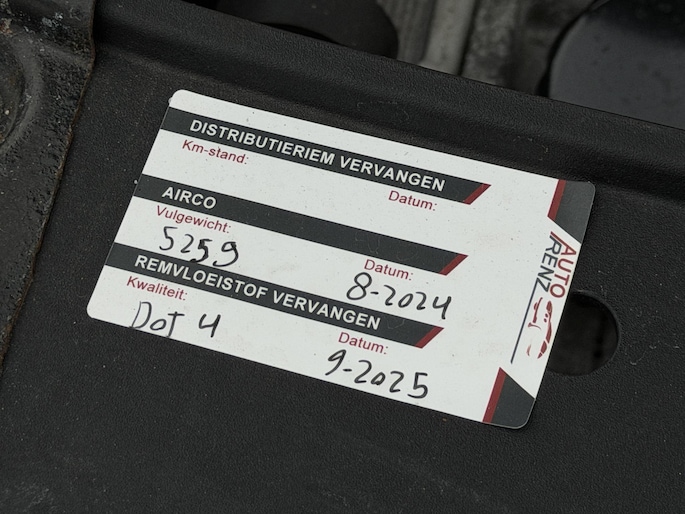 DISTRIBUTIERIEM VERVANGEN
Km-stand: Datum:
AIRCO
Vulgewicht: Datum:
525g 8-2024
REMVLOEISTOF VERVANGEN
Kwaliteit: Datum:
Dot 4 9-2025
AUTO
RENZ